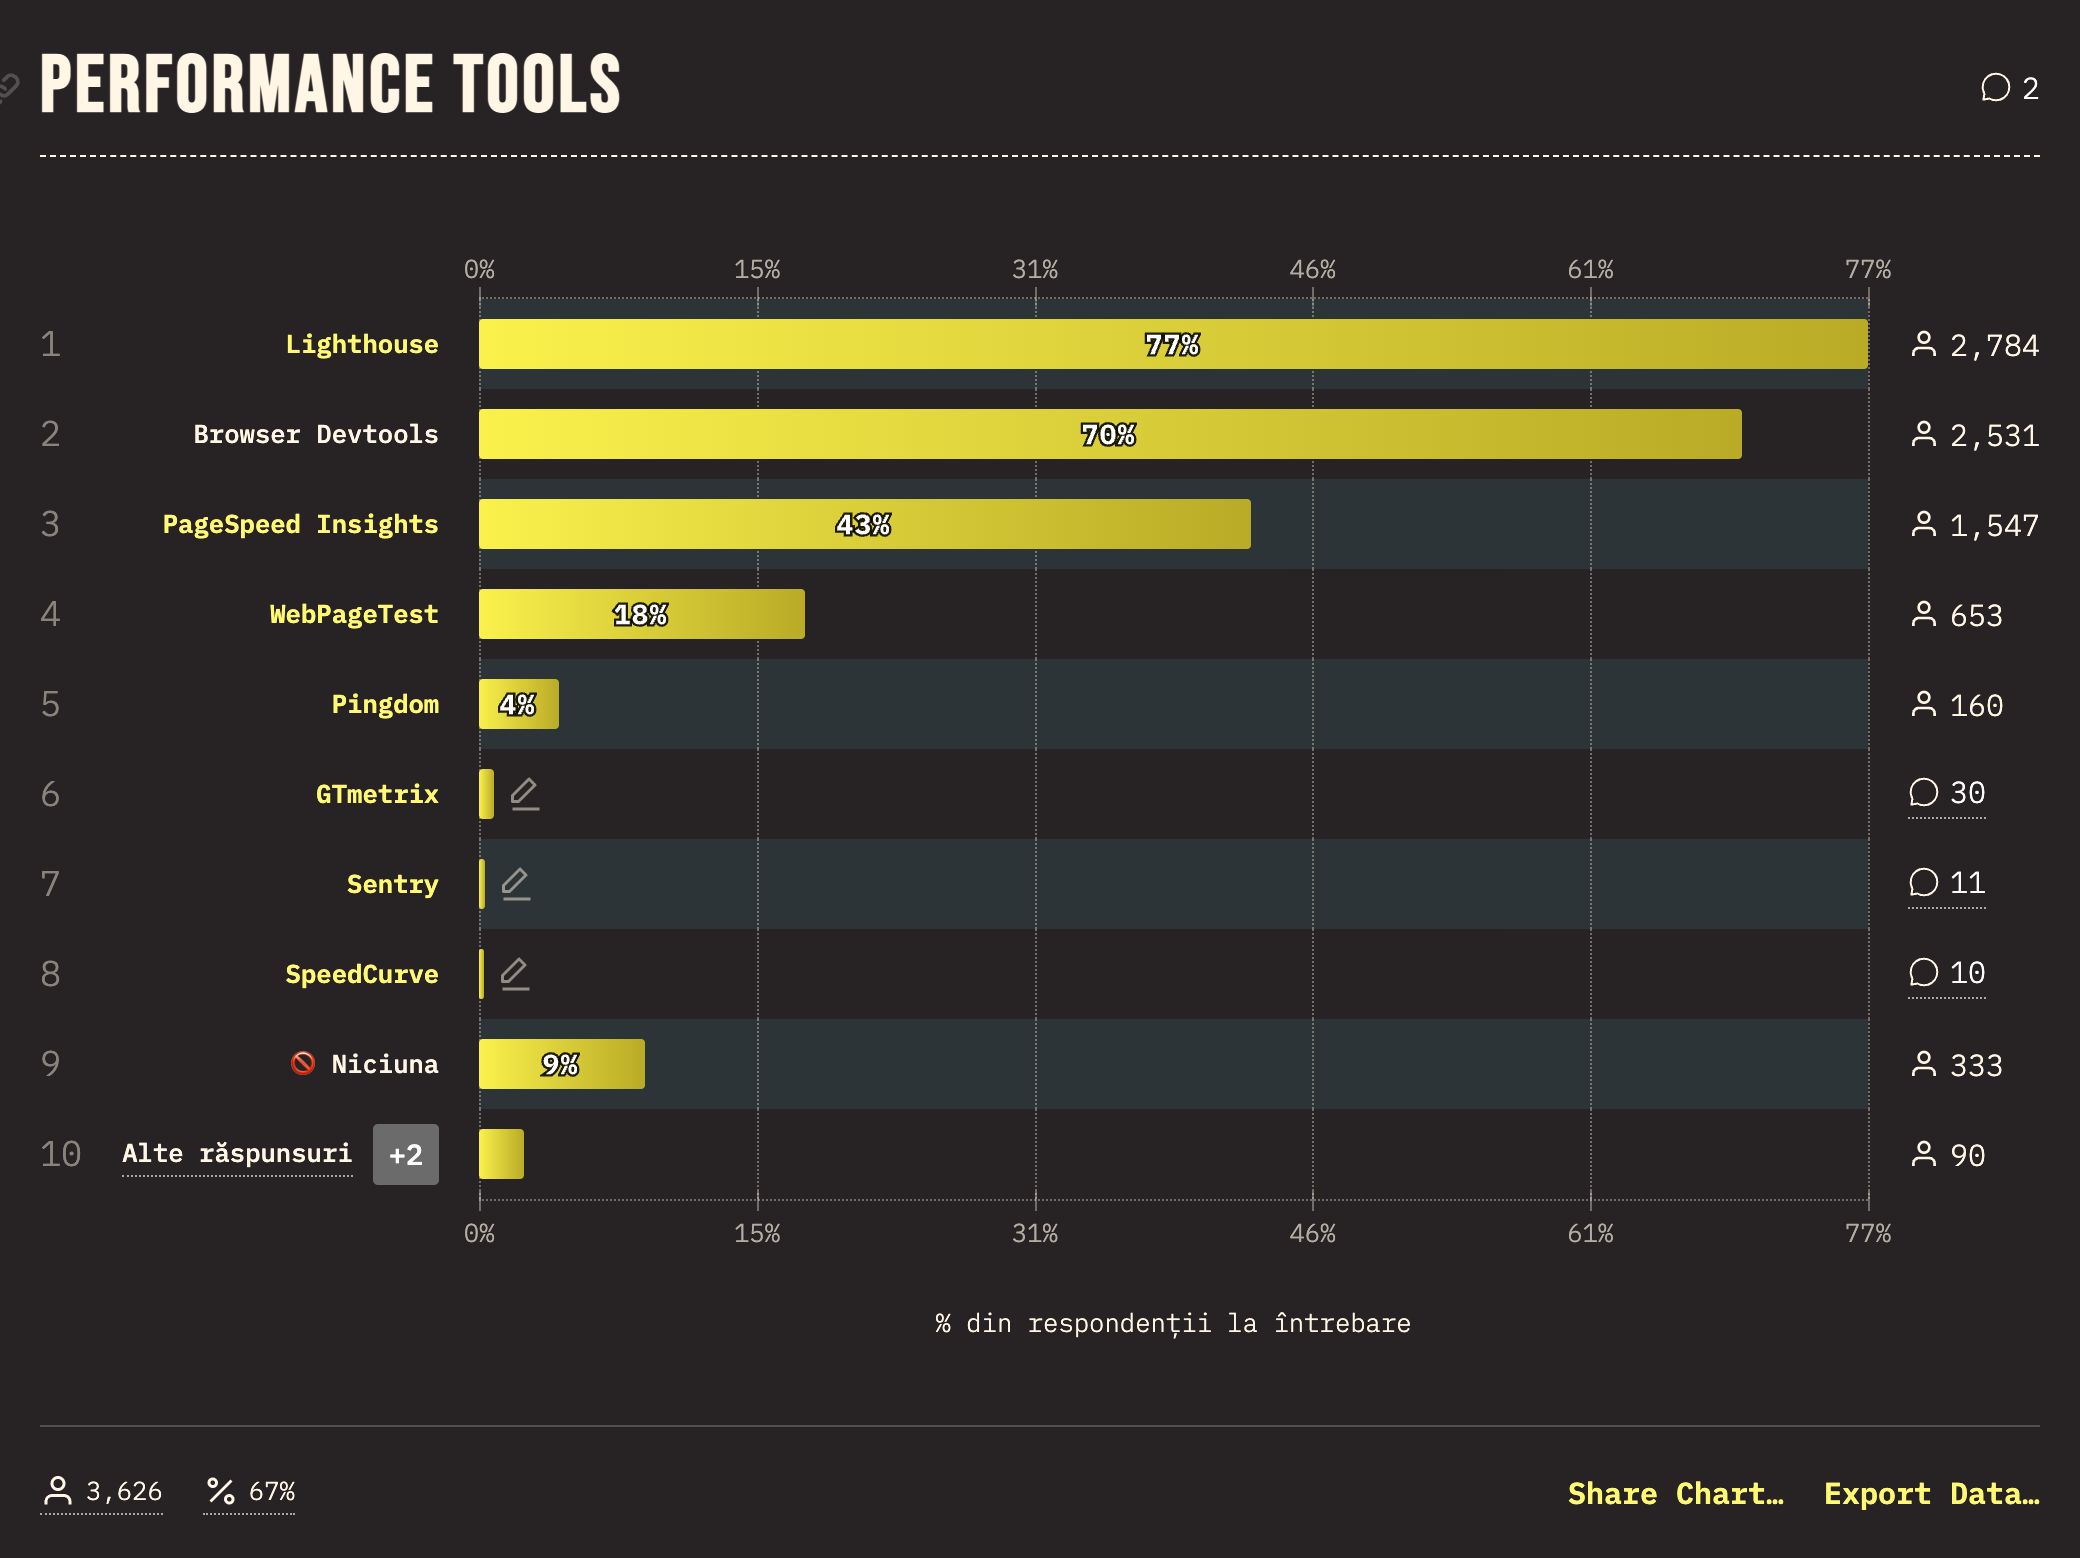 PERFORMANCE TOOLS
2
0% 15% 31% 46% 61% 77%
1 Lighthouse 77% 2,784
2 Browser Devtools 70% 2,531
3 PageSpeed Insights 43% 1,547
4 WebPageTest 18% 653
5 Pingdom 4% 160
6 GTmetrix 30
7 Sentry 11
8 SpeedCurve 10
9 Niciuna 9% 333
10 Alte răspunsuri +2 90
0% 15% 31% 46% 61% 77%
% din respondenții la întrebare
3,626 67% Share Chart… Export Data…